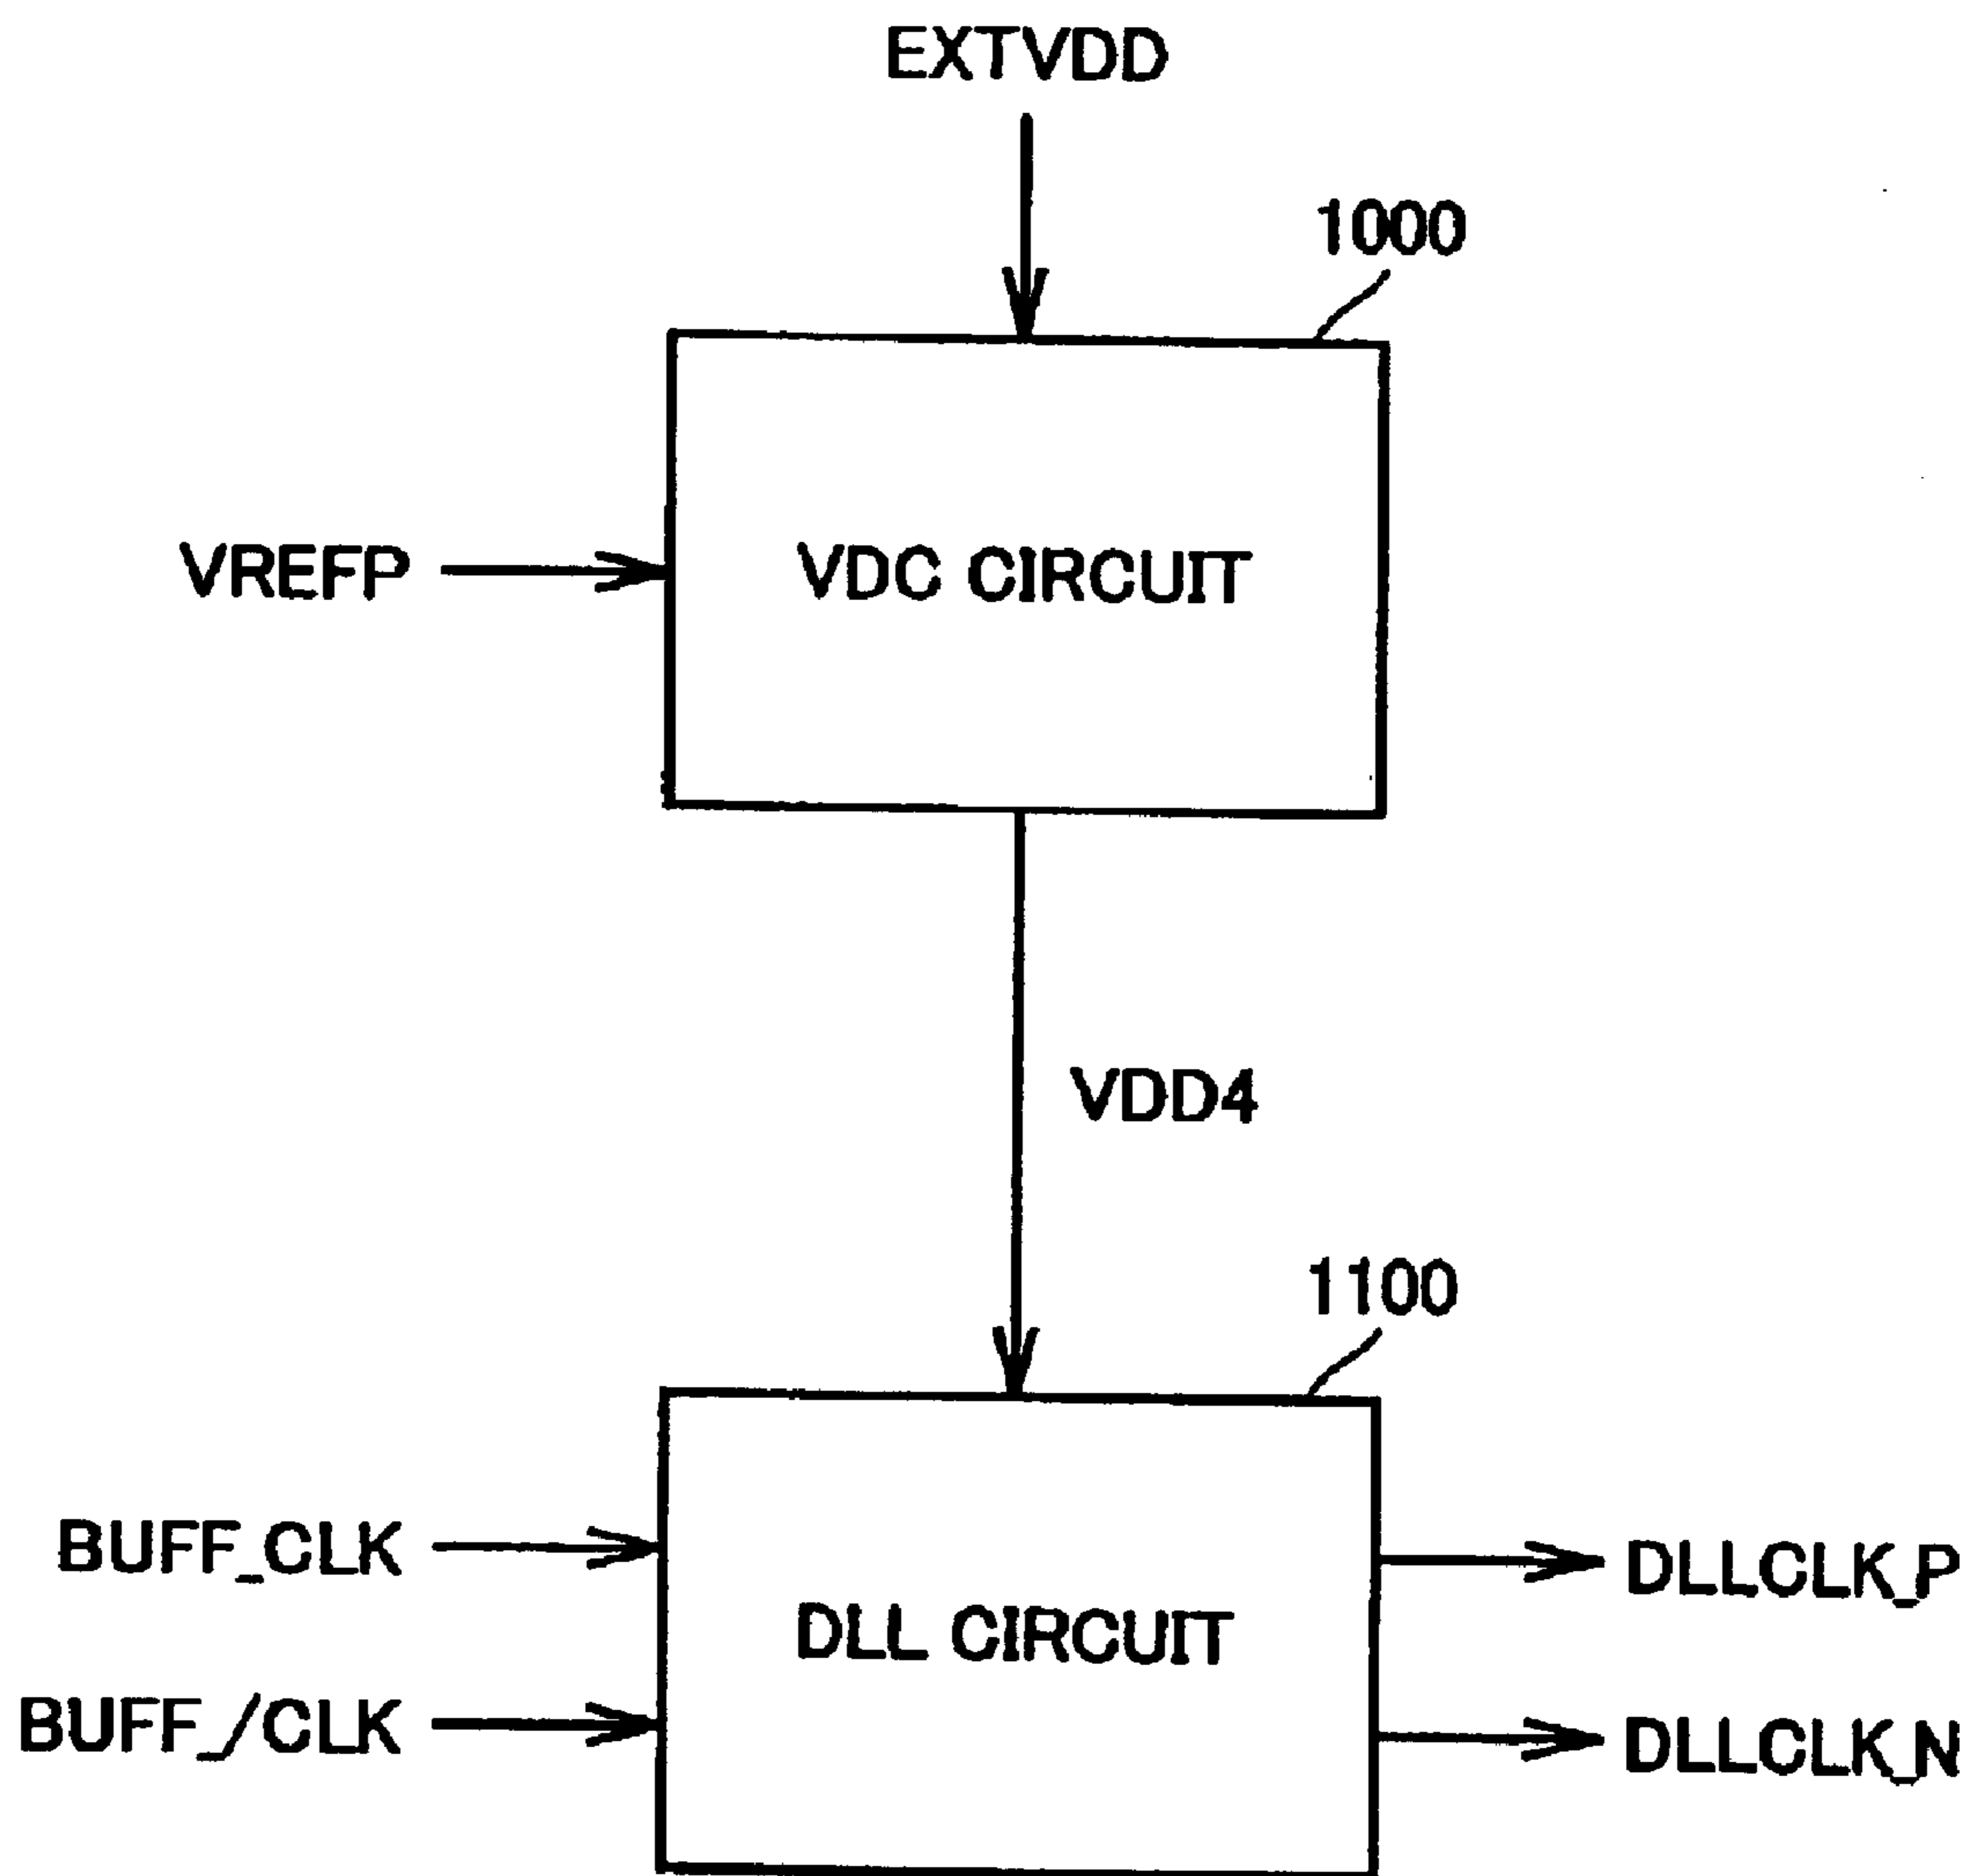 EXTVDD
1000
VREFP
VDC CIRCUIT
VDD4
1100
BUFF_CLK
DLLCLK_P
DLL CIRCUIT
BUFF_/CLK
DLLCLK_N